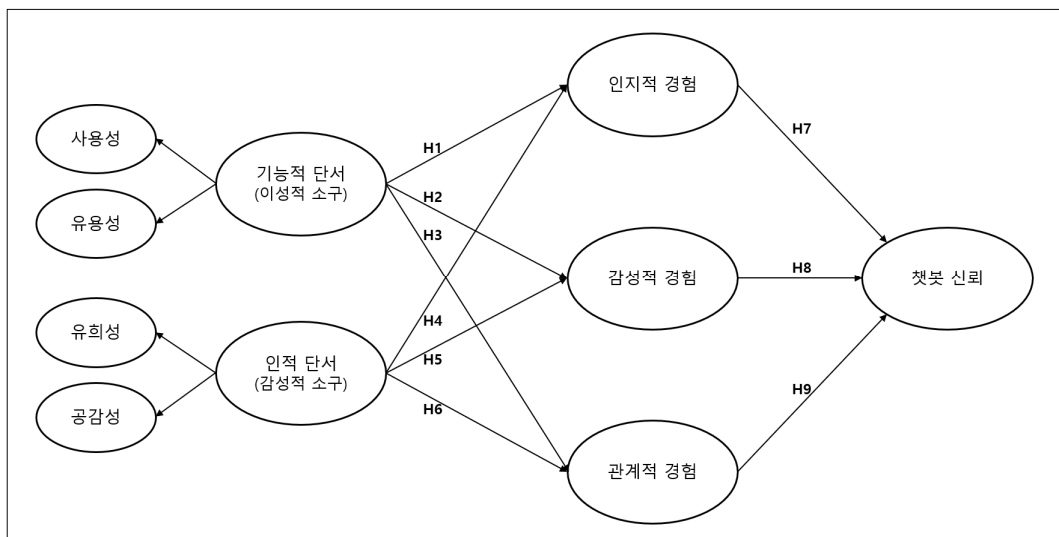 사용성
유용성
유희성
공감성
기능적 단서
(이성적 소구)
인적 단서
(감성적 소구)
H1
H2
H3
H4
H5
H6
인지적 경험
감성적 경험
관계적 경험
H7
H8
H9
챗봇 신뢰